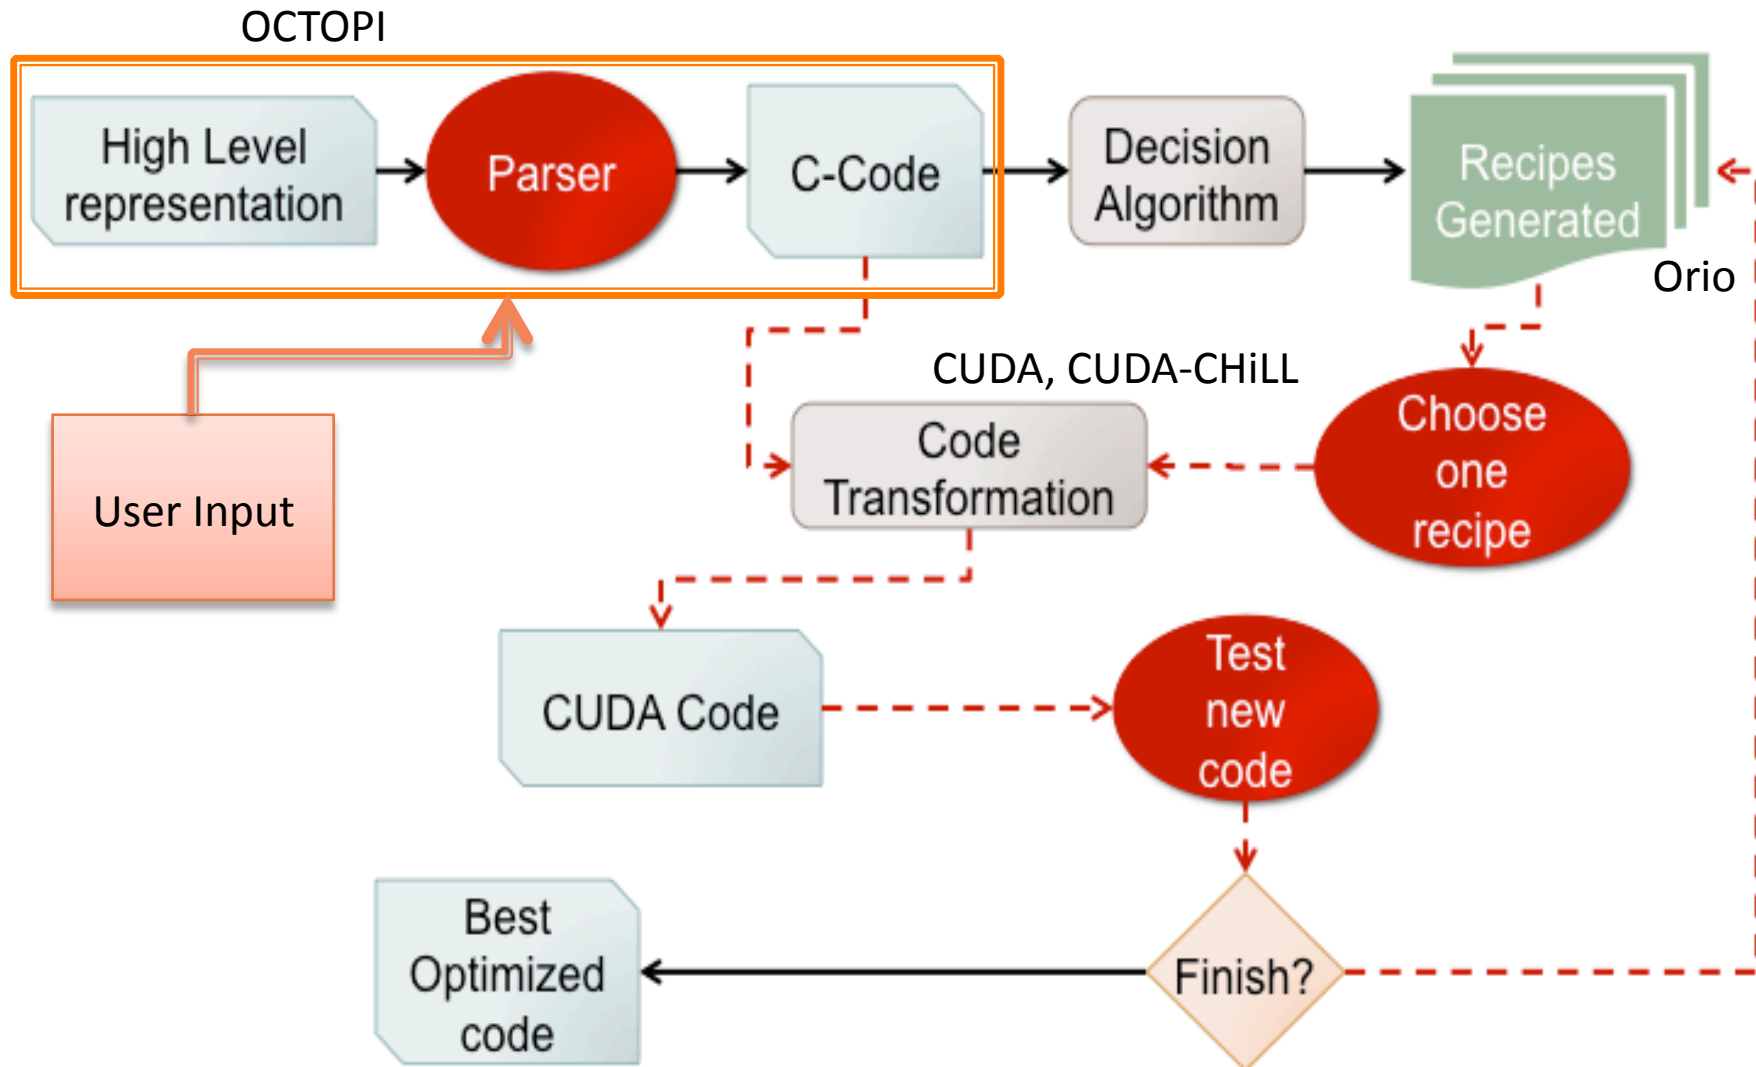 OCTOPI
High Level
representation
Parser
C-Code
Decision
Algorithm
Recipes
Generated
Orio
User Input
CUDA, CUDA-CHiLL
Code
Transformation
Choose
one
recipe
CUDA Code
Test
new
code
Best
Optimized
code
Finish?